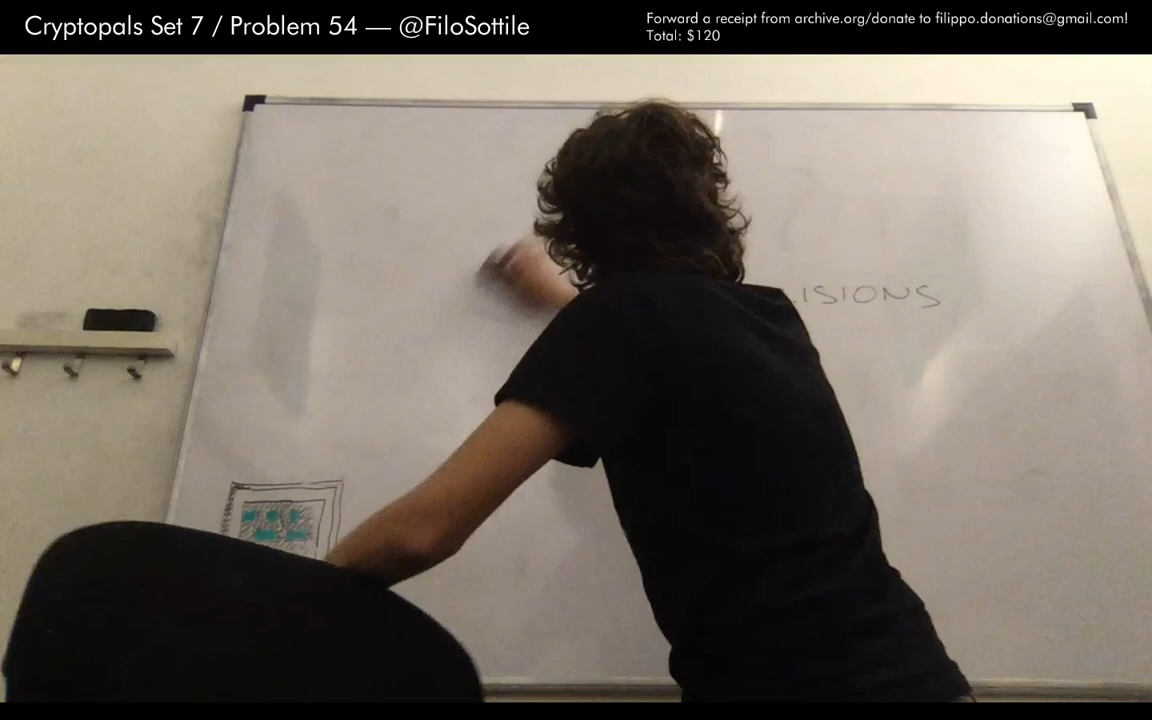 Cryptopals Set 7 / Problem 54 — @FiloSottile
Forward a receipt from archive.org/donate to filippo.donations@gmail.com!
Total: $120
ISIONS